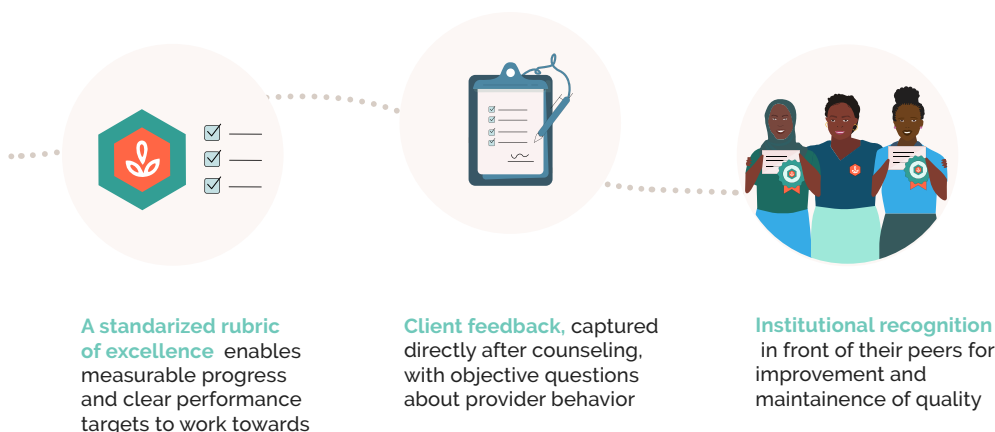 A standarized rubric
of excellence enables
measurable progress
and clear performance
targets to work towards
Client feedback, captured
directly after counseling,
with objective questions
about provider behavior
Institutional recognition
in front of their peers for
improvement and
maintainence of quality